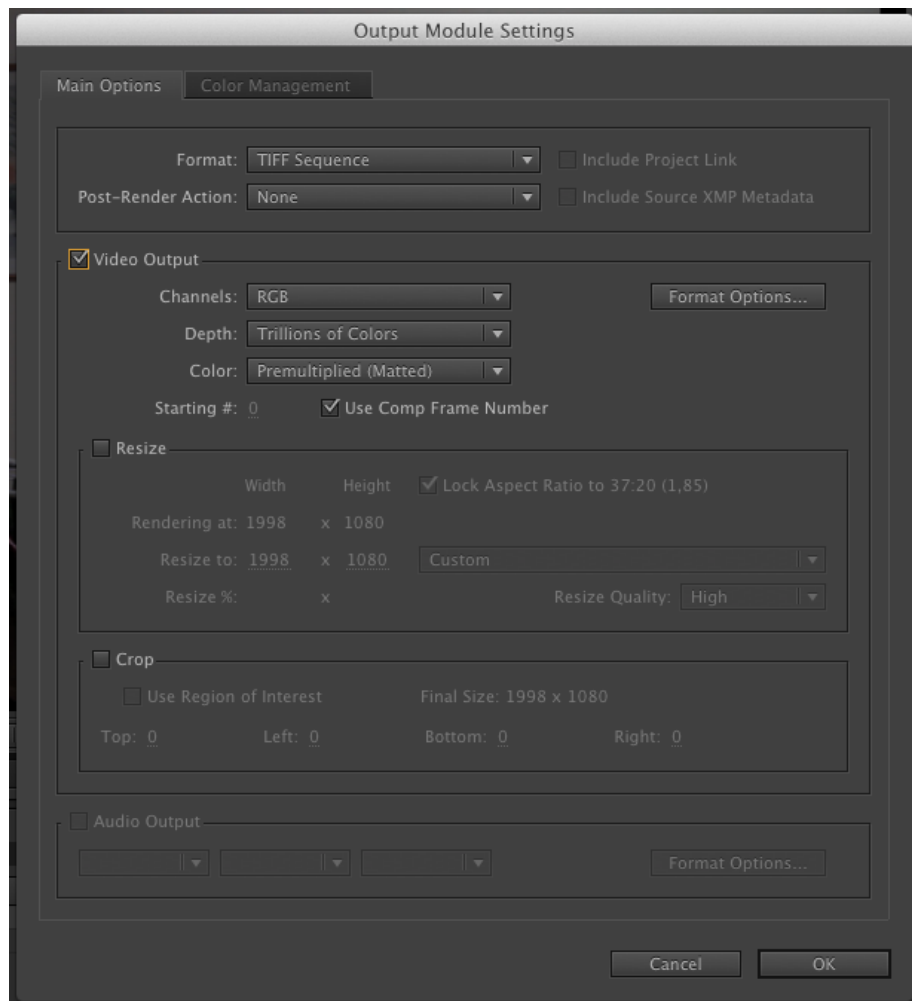 Output Module Settings
Main Options Color Management
Format: TIFF Sequence Include Project Link
Post-Render Action: None Include Source XMP Metadata
Video Output
Channels: RGB Format Options...
Depth: Trillions of Colors
Color: Premultiplied (Matted)
Starting #: 0 Use Comp Frame Number
Resize
Width Height Lock Aspect Ratio to 37:20 (1,85)
Rendering at: 1998 x 1080
Resize to: 1998 x 1080 Custom
Resize %: x Resize Quality: High
Crop
Use Region of Interest Final Size: 1998 x 1080
Top: 0 Left: 0 Bottom: 0 Right: 0
Audio Output
Format Options...
Cancel OK